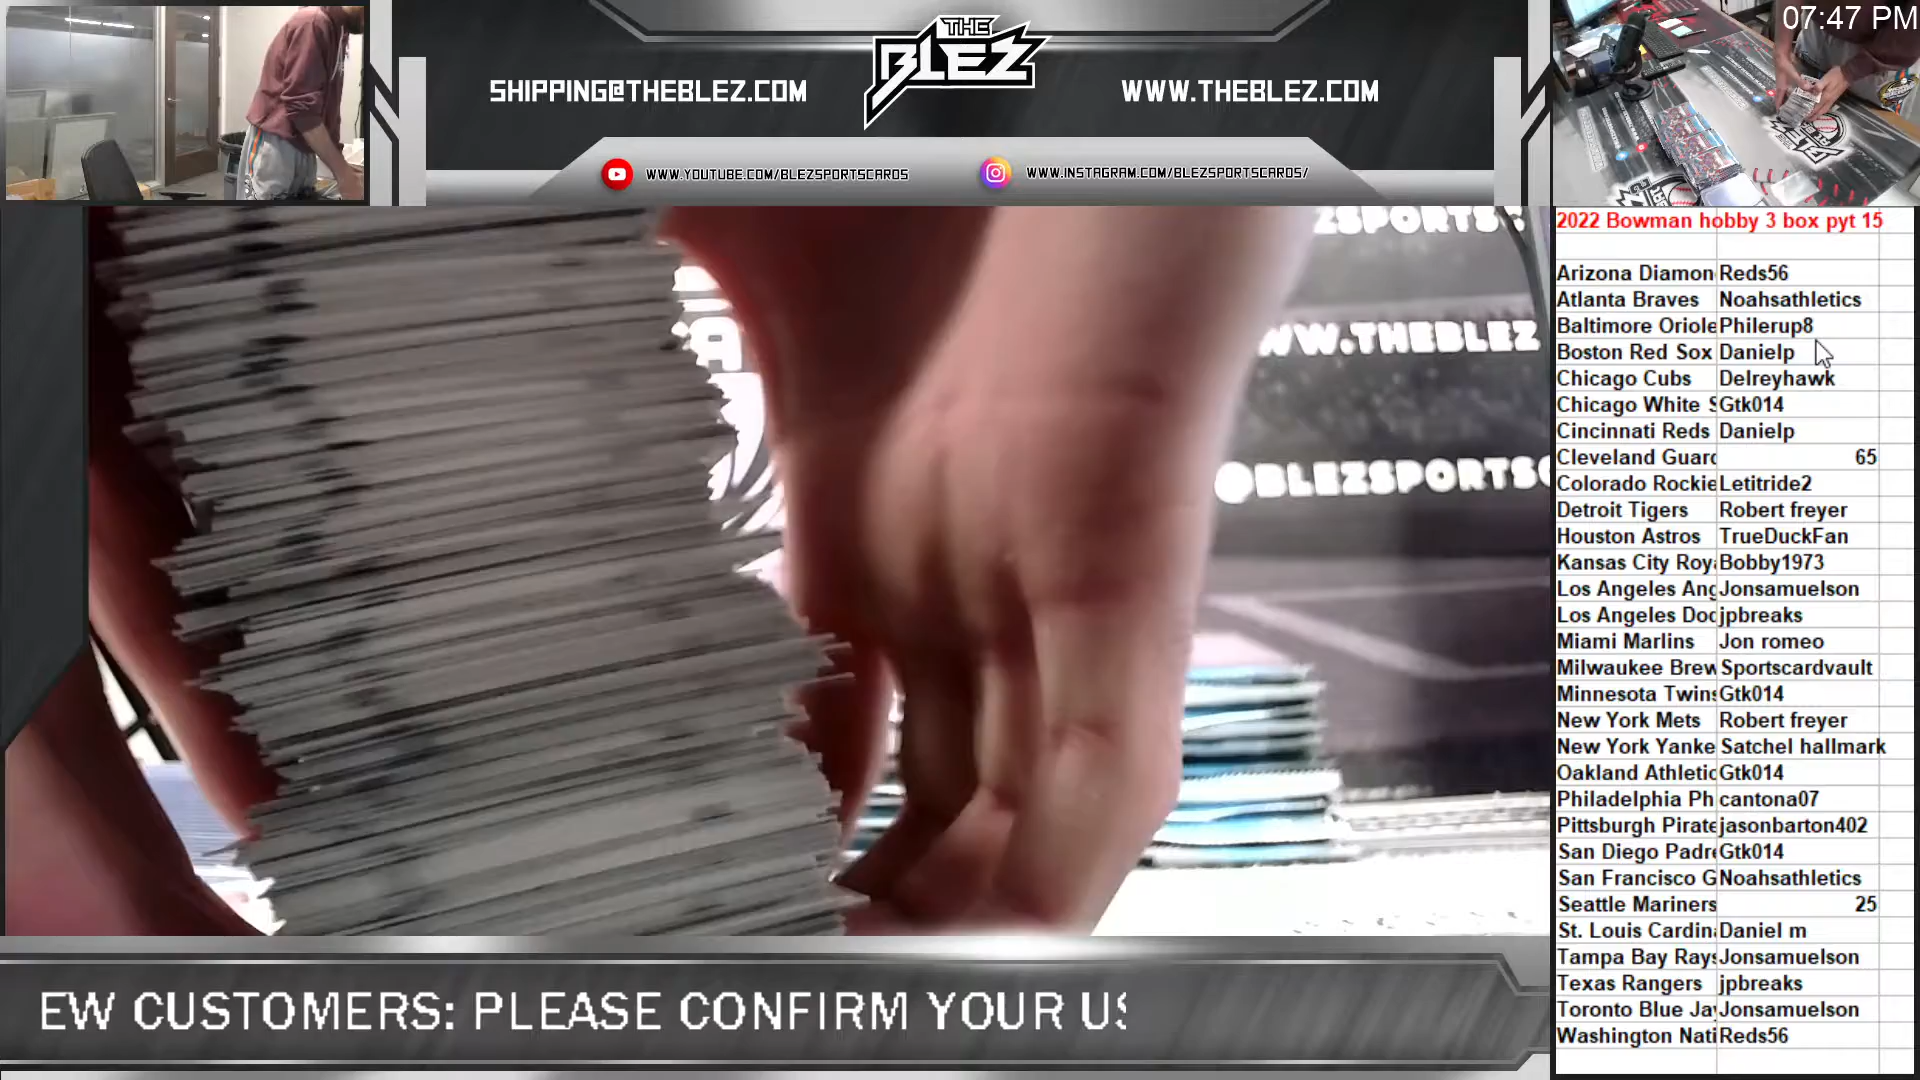 THE
BLEZ
SHIPPING@THEBLEZ.COM
WWW.THEBLEZ.COM
WWW.YOUTUBE.COM/BLEZSPORTSCARDS
WWW.INSTAGRAM.COM/BLEZSPORTSCARDS/
07:47 PM
2022 Bowman hobby 3 box pyt 15
Arizona Diamon Reds56
Atlanta Braves Noahsathletics
Baltimore Oriole Philerup8
Boston Red Sox Danielp
Chicago Cubs Delreyhawk
Chicago White S Gtk014
Cincinnati Reds Danielp
Cleveland Guard 65
Colorado Rockie Letitride2
Detroit Tigers Robert freyer
Houston Astros TrueDuckFan
Kansas City Roya Bobby1973
Los Angeles Ang Jonsamuelson
Los Angeles Dod jpbreaks
Miami Marlins Jon romeo
Milwaukee Brew Sportscardvault
Minnesota Twins Gtk014
New York Mets Robert freyer
New York Yanke Satchel hallmark
Oakland Athletic Gtk014
Philadelphia Ph cantona07
Pittsburgh Pirate jasonbarton402
San Diego Padre Gtk014
San Francisco G Noahsathletics
Seattle Mariners 25
St. Louis Cardina Daniel m
Tampa Bay Rays Jonsamuelson
Texas Rangers jpbreaks
Toronto Blue Jay Jonsamuelson
Washington Nati Reds56
EZSPORTS
WWW.THEBLEZ
@BLEZSPORTS
EW CUSTOMERS: PLEASE CONFIRM YOUR US